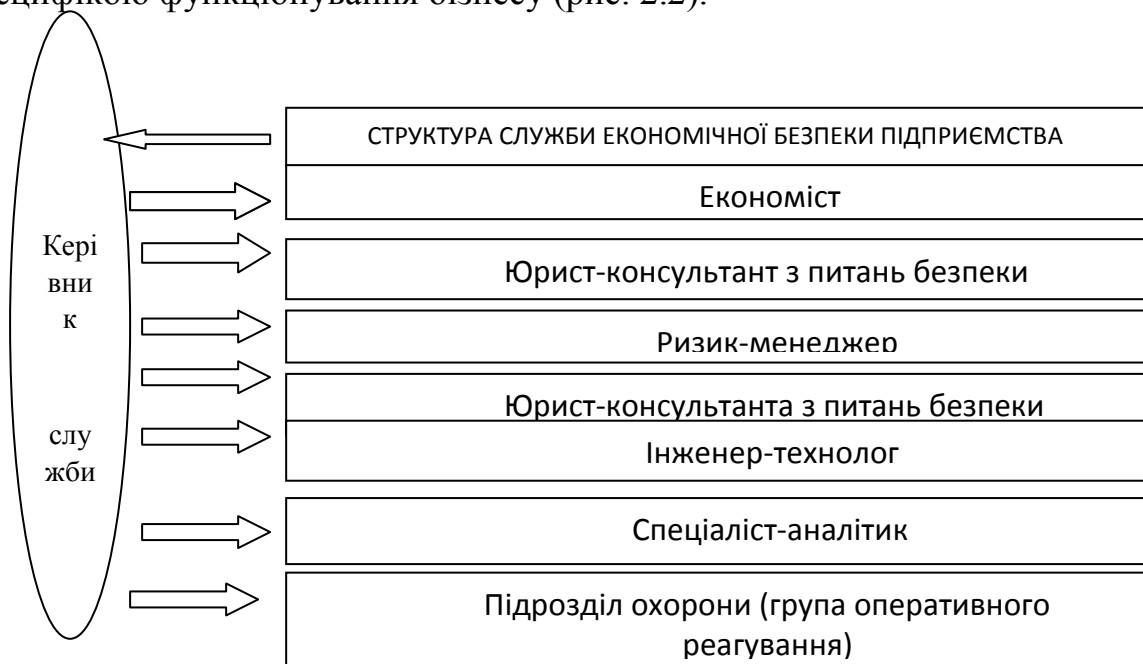 функціонування бізнесу (рис. 2.2).
СТРУКТУРА СЛУЖБИ ЕКОНОМІЧНОЇ БЕЗПЕКИ ПІДПРИЄМСТВА
Економіст
Кері
вни
к
слу
жби
Юрист-консультант з питань безпеки
Ризик-менеджер
Юрист-консультанта з питань безпеки
Інженер-технолог
Спеціаліст-аналітик
Підрозділ охорони (група оперативного
реагування)